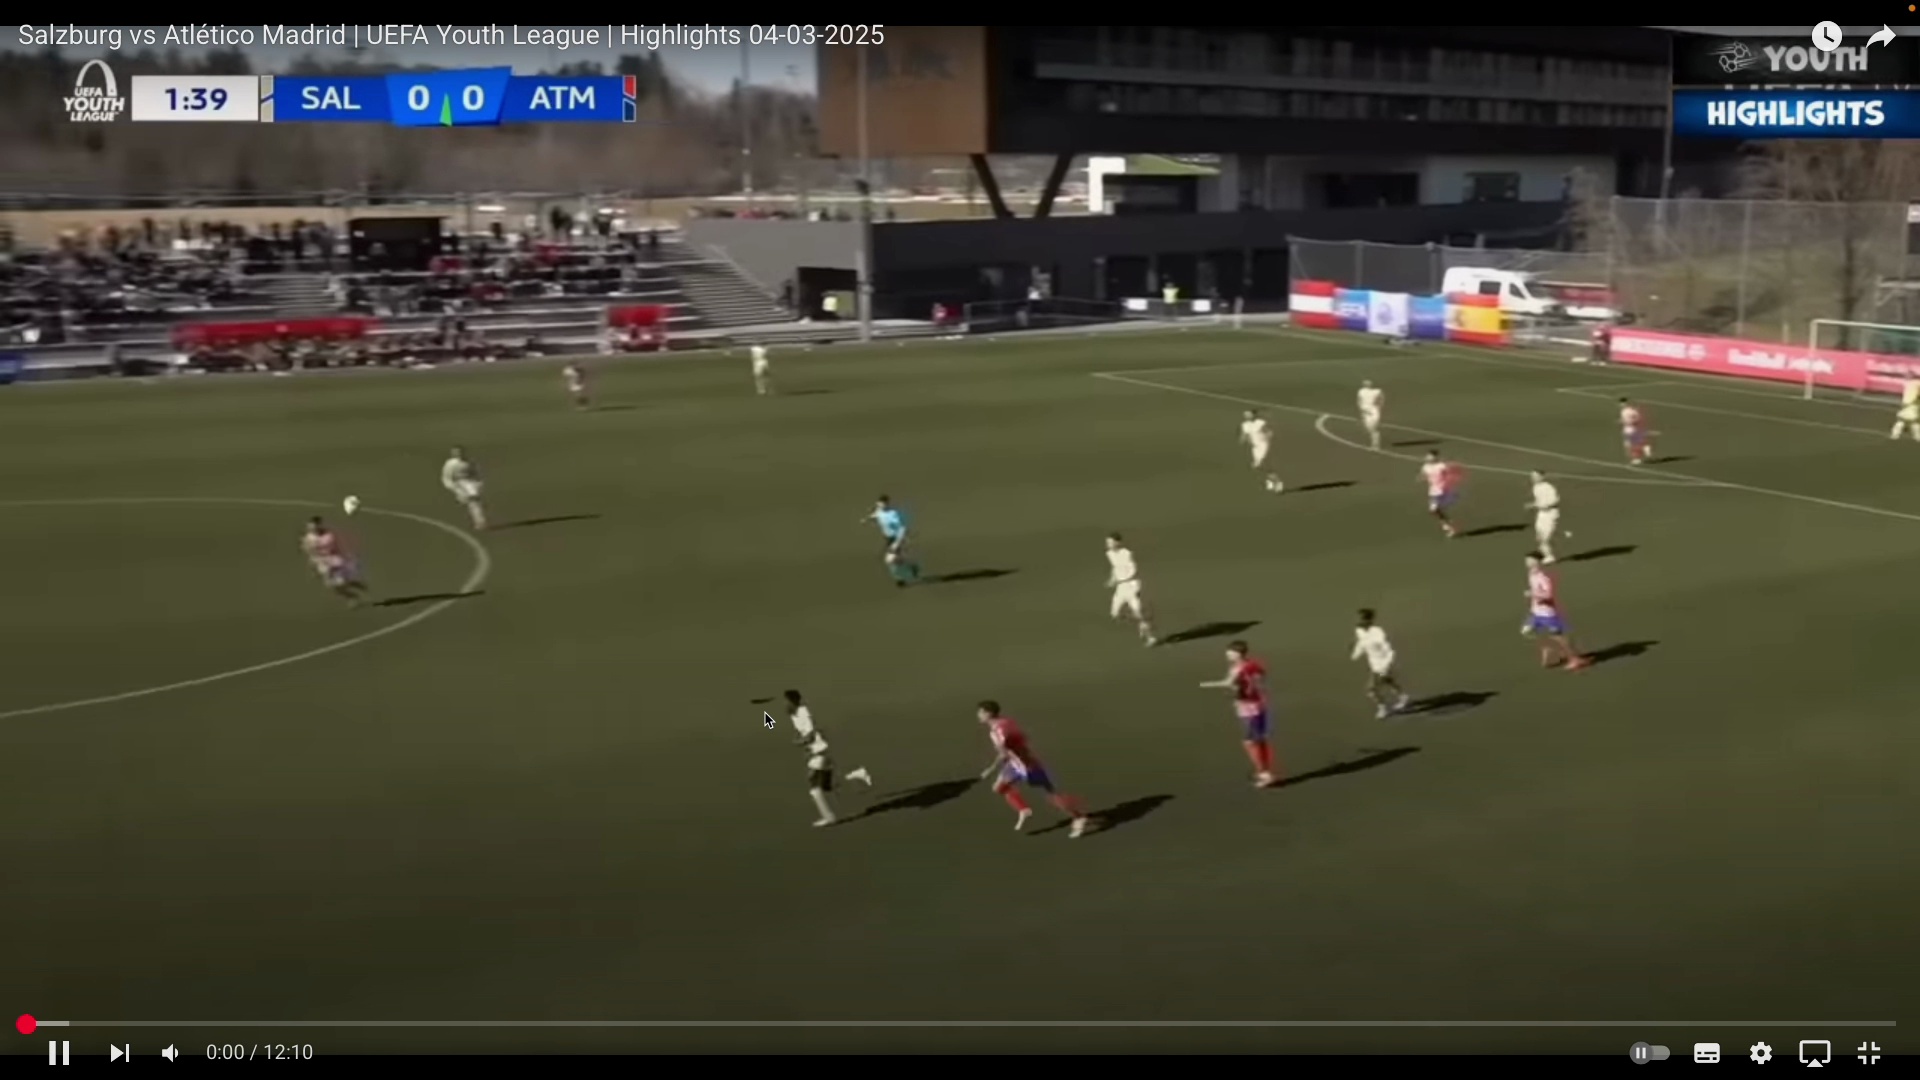 Salzburg vs Atlético Madrid | UEFA Youth League | Highlights 04-03-2025
UEFA
YOUTH
LEAGUE
1:39
SAL
0
0
ATM
YOUTH
HIGHLIGHTS
UEFA
0:00 / 12:10